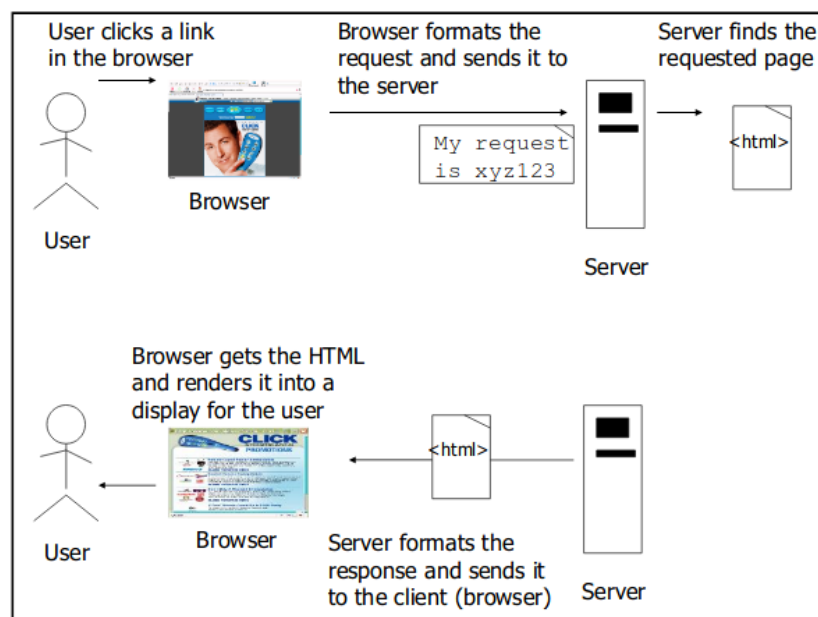 User clicks a link
in the browser
Browser formats the
request and sends it to
the server
Server finds the
requested page
My request
is xyz123
<html>
Browser
User
Server
Browser gets the HTML
and renders it into a
display for the user
CLICK
PROMOTIONS
<html>
User
Browser
Server formats the
response and sends it
to the client (browser)
Server